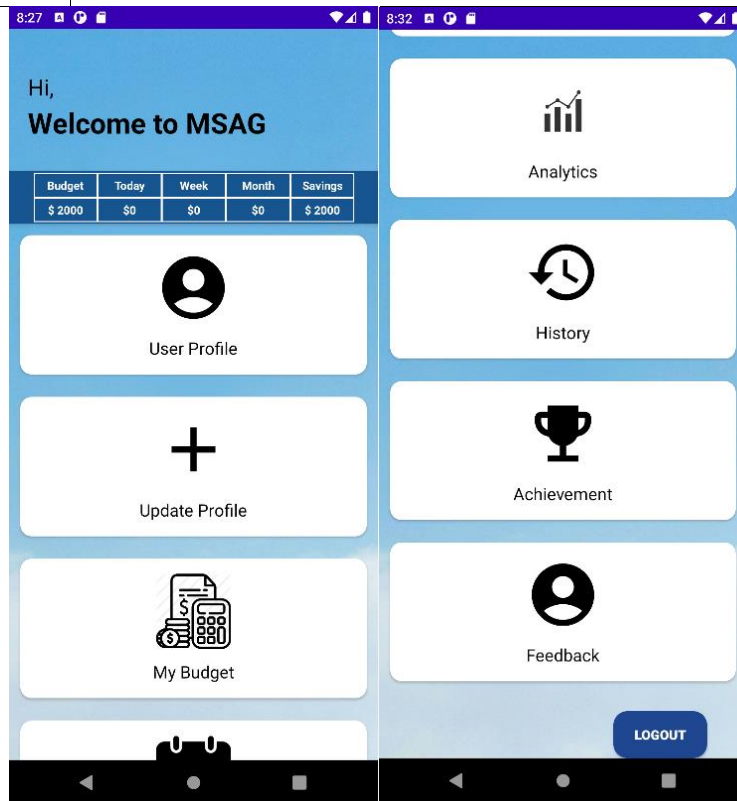 8:27
Hi,
Welcome to MSAG
Budget Today Week Month Savings
$ 2000 $0 $0 $0 $ 2000
User Profile
Update Profile
My Budget
8:32
Analytics
History
Achievement
Feedback
LOGOUT